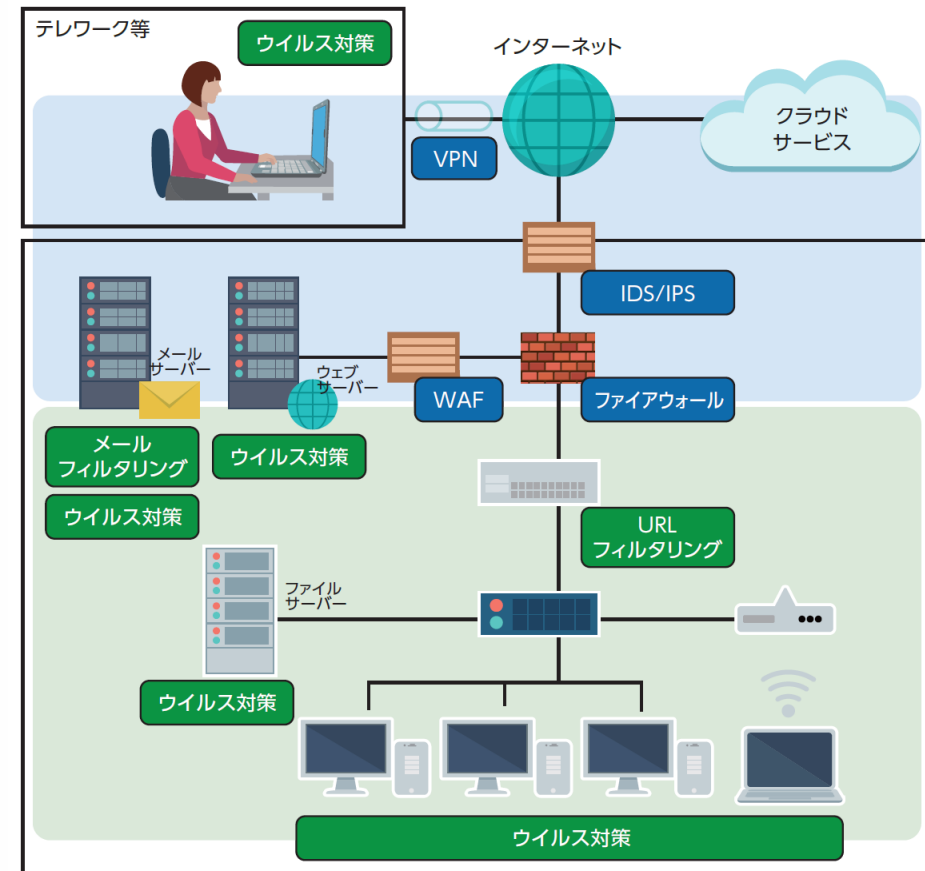 テレワーク等
ウイルス対策
インターネット
クラウド
サービス
VPN
IDS/IPS
メール
サーバー
ウェブ
サーバー
WAF
ファイアウォール
メール
フィルタリング
ウイルス対策
ウイルス対策
URL
フィルタリング
ファイル
サーバー
ウイルス対策
ウイルス対策